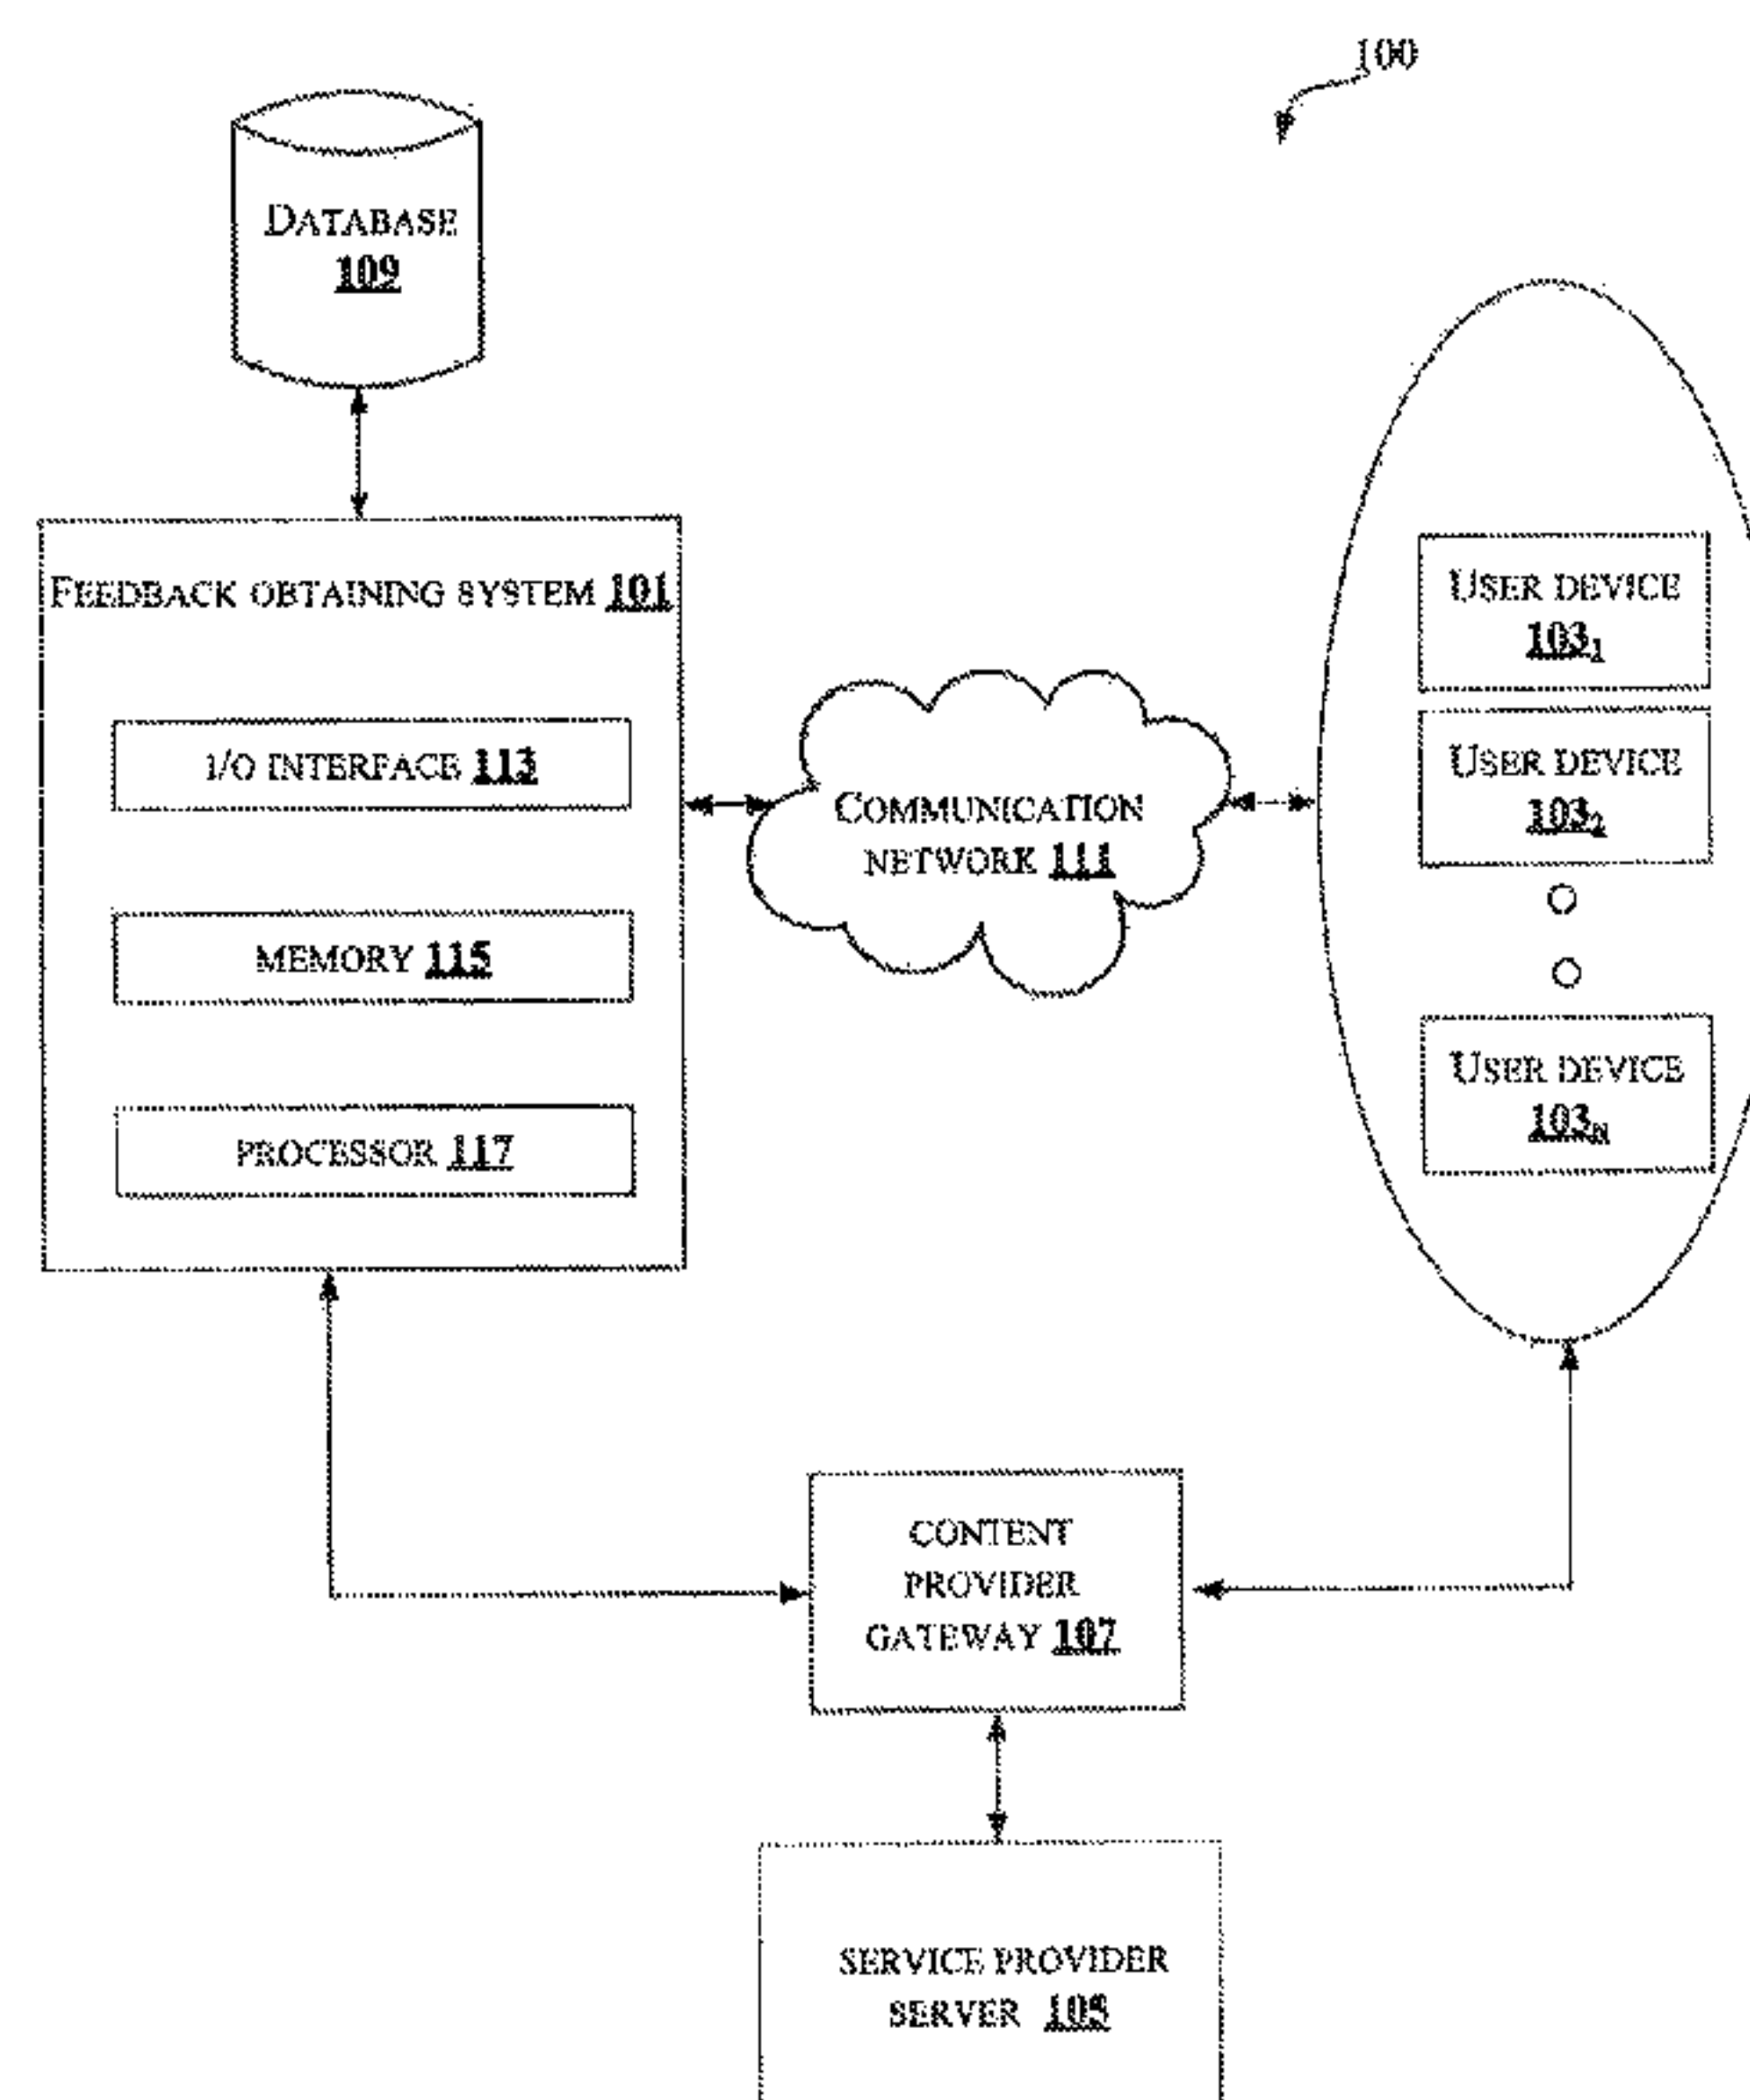 100
DATABASE
109
FEEDBACK OBTAINING SYSTEM 101
I/O INTERFACE 113
MEMORY 115
PROCESSOR 117
COMMUNICATION
NETWORK 111
USER DEVICE
103₁
USER DEVICE
103₂
USER DEVICE
103ₙ
CONTENT
PROVIDER
GATEWAY 107
SERVICE PROVIDER
SERVER 105